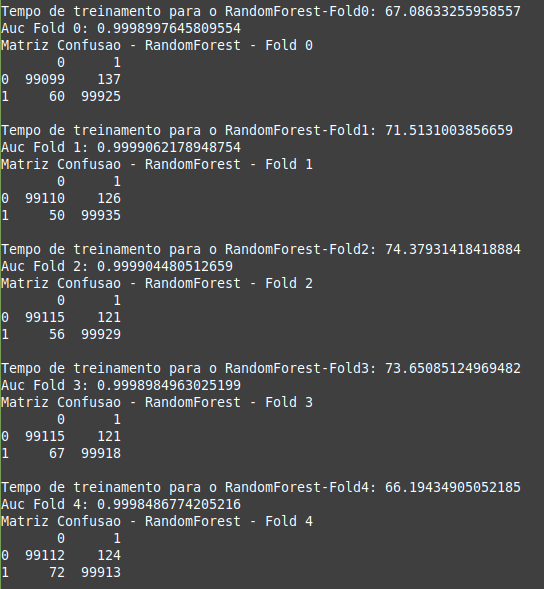 Tempo de treinamento para o RandomForest-Fold0: 67.08633255958557
Auc Fold 0: 0.9998997645809554
Matriz Confusao - RandomForest - Fold 0
       0      1
0  99099    137
1     60  99925

Tempo de treinamento para o RandomForest-Fold1: 71.5131003856659
Auc Fold 1: 0.9999062178948754
Matriz Confusao - RandomForest - Fold 1
       0      1
0  99110    126
1     50  99935

Tempo de treinamento para o RandomForest-Fold2: 74.37931418418884
Auc Fold 2: 0.999904480512659
Matriz Confusao - RandomForest - Fold 2
       0      1
0  99115    121
1     56  99929

Tempo de treinamento para o RandomForest-Fold3: 73.65085124969482
Auc Fold 3: 0.9998984963025199
Matriz Confusao - RandomForest - Fold 3
       0      1
0  99115    121
1     67  99918

Tempo de treinamento para o RandomForest-Fold4: 66.19434905052185
Auc Fold 4: 0.9998486774205216
Matriz Confusao - RandomForest - Fold 4
       0      1
0  99112    124
1     72  99913